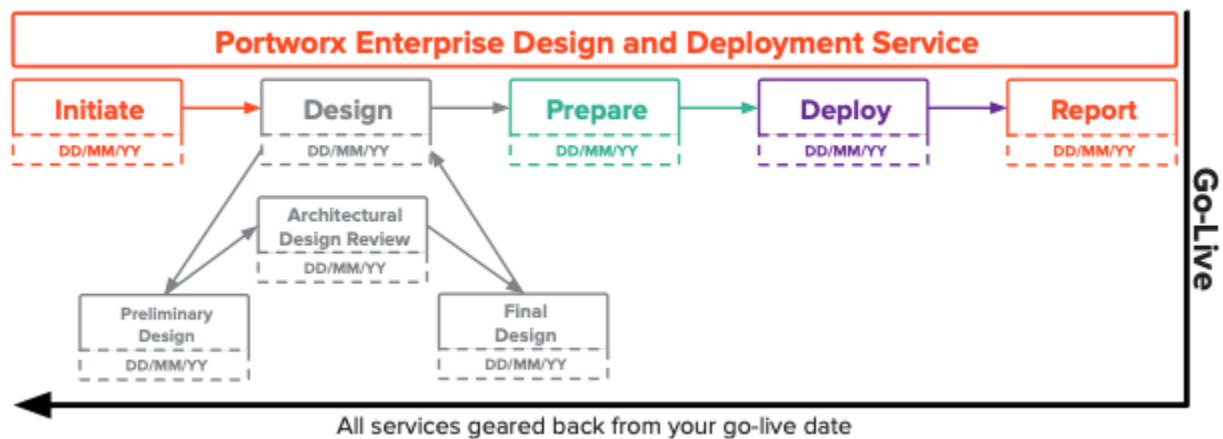 Portworx Enterprise Design and Deployment Service
Initiate
DD/MM/YY
Design
DD/MM/YY
Prepare
DD/MM/YY
Deploy
DD/MM/YY
Report
DD/MM/YY
Architectural
Design Review
DD/MM/YY
Preliminary
Design
DD/MM/YY
Final
Design
DD/MM/YY
Go-Live
All services geared back from your go-live date